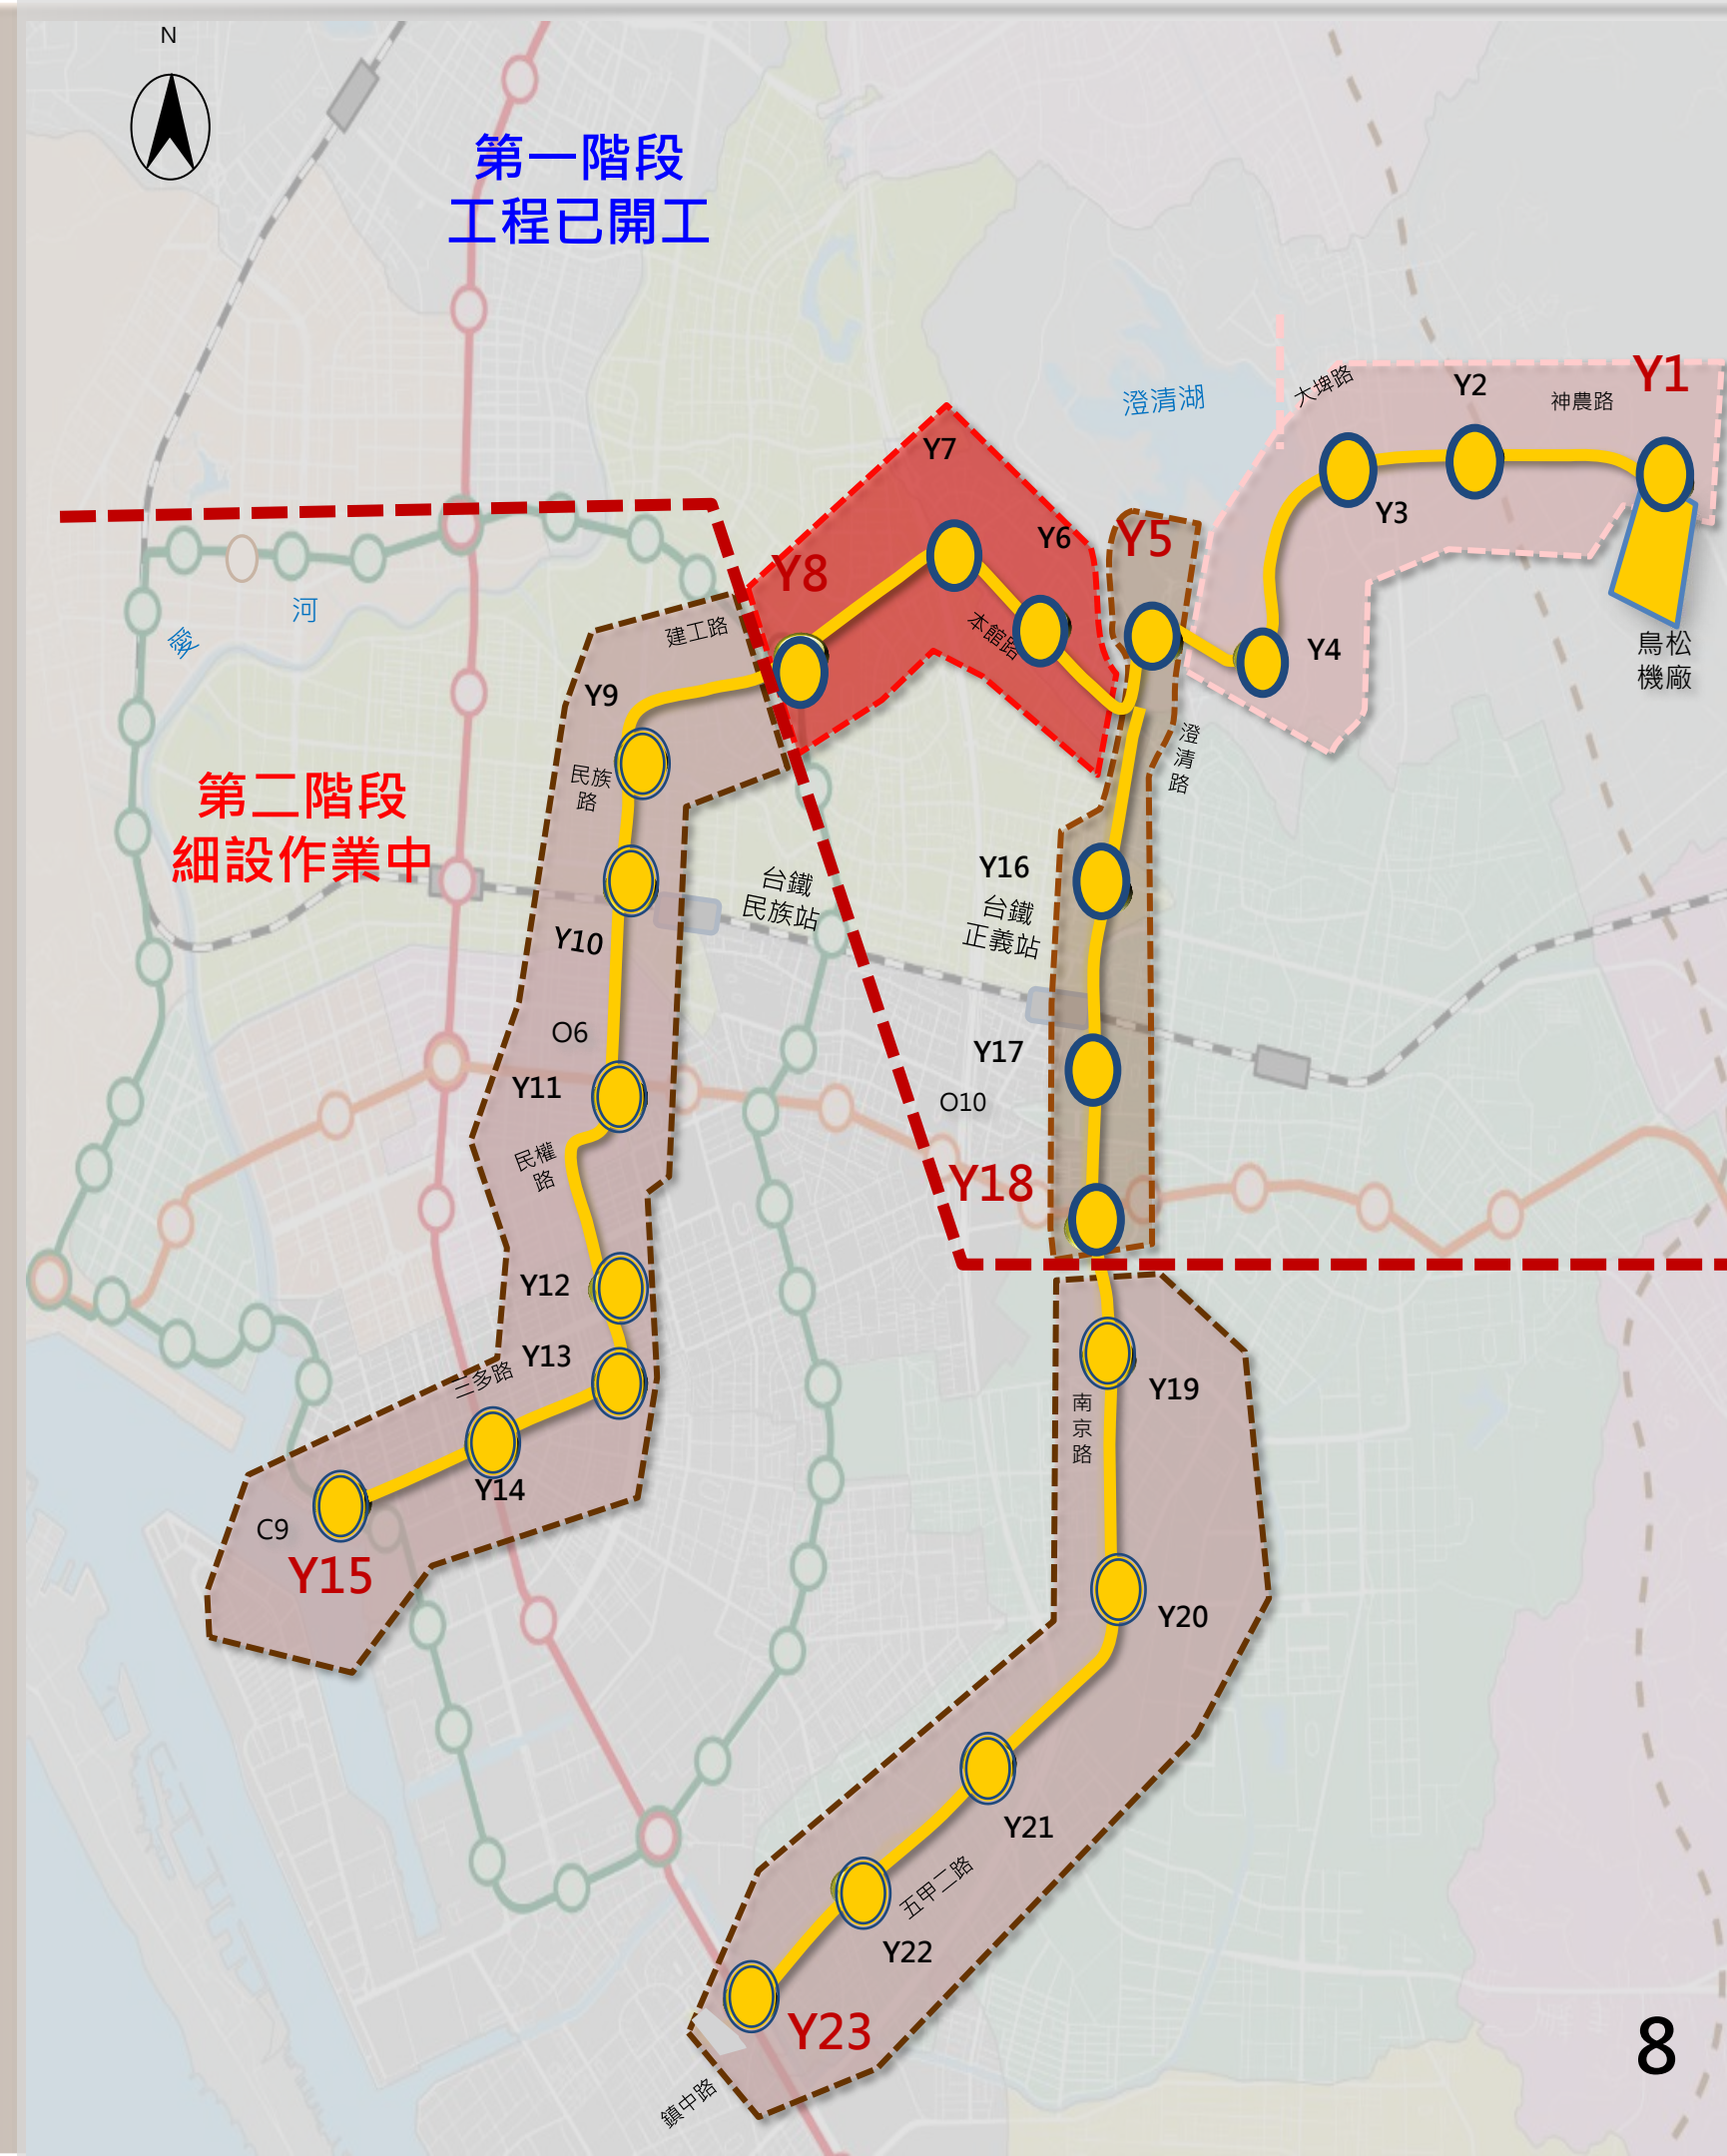 N
第一階段
工程已開工
Y1
Y2
神農路
大埤路
澄清湖
Y3
Y7
Y6
Y5
Y8
本館路
Y4
鳥松
機廠
愛
河
建工路
Y9
民族
路
澄
清
路
第二階段
細設作業中
Y16
台鐵
正義站
台鐵
民族站
Y10
O6
Y11
Y17
O10
民權
路
Y18
Y12
Y13
三多路
Y14
C9
Y15
Y19
南
京
路
Y20
Y21
五甲二路
Y22
Y23
鎮中路
8